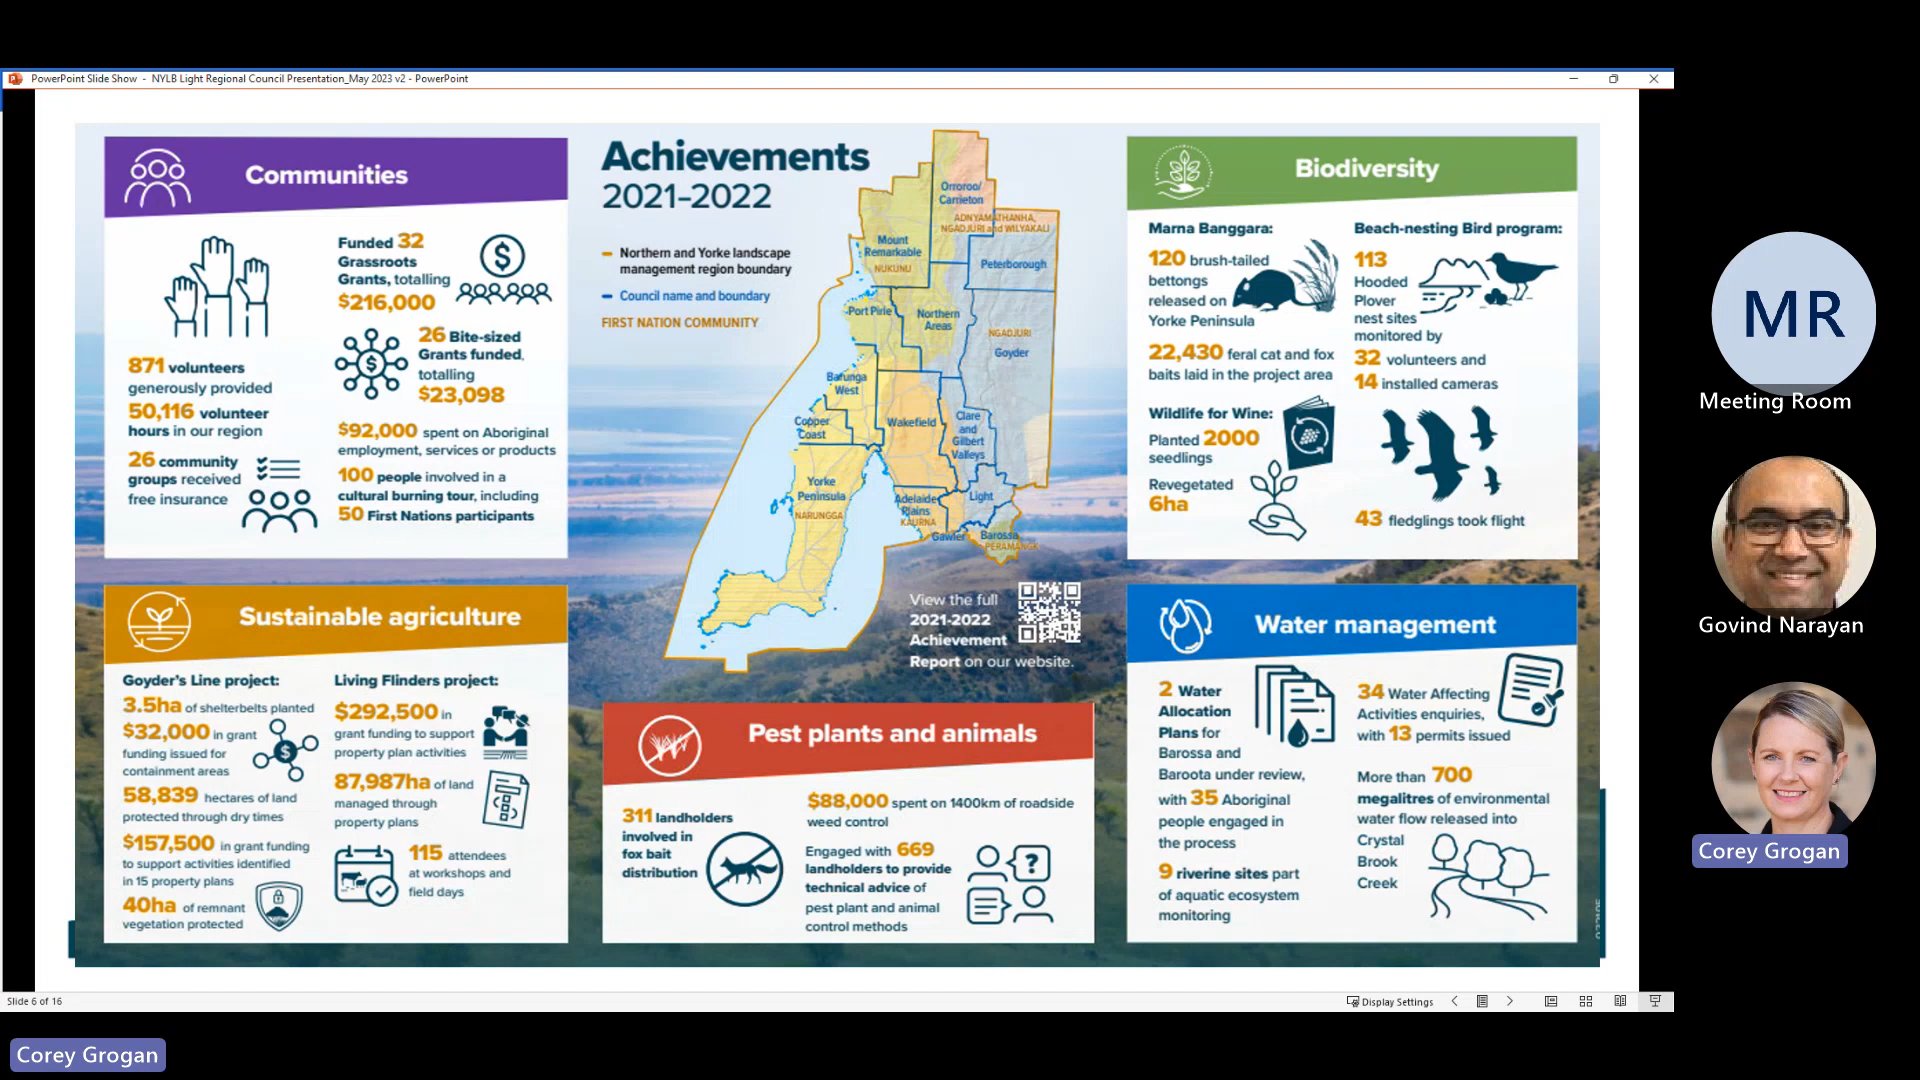 PowerPoint Slide Show - NYLB Light Regional Council Presentation_May 2023 v2 - PowerPoint
Communities
871 volunteers
generously provided
50,116 volunteer
hours in our region
26 community
groups received
free insurance
Funded 32
Grassroots
Grants, totalling
$216,000
26 Bite-sized
Grants funded,
totalling
$23,098
$92,000 spent on Aboriginal
employment, services or products
100 people involved in a
cultural burning tour, including
50 First Nations participants
Achievements
2021-2022
Northern and Yorke landscape
management region boundary
Council name and boundary
FIRST NATION COMMUNITY
Orroroo/
Carrieton
ADNYAMATHANHA,
NGADJURI and WILYAKALI
Mount
Remarkable
NUKUNU
Peterborough
Port Pirie
Northern
Areas
NGADJURI
Goyder
Barunga
West
Copper
Coast
Wakefield
Clare
and
Gilbert
Valleys
Yorke
Peninsula
NARUNGGA
Adelaide
Plains
KAURNA
Light
Gawler
Barossa
PERAMANGK
View the full
2021-2022
Achievement
Report on our website.
Biodiversity
Marna Banggara:
120 brush-tailed
bettongs
released on
Yorke Peninsula
22,430 feral cat and fox
baits laid in the project area
Wildlife for Wine:
Planted 2000
seedlings
Revegetated
6ha
Beach-nesting Bird program:
113
Hooded
Plover
nest sites
monitored by
32 volunteers and
14 installed cameras
43 fledglings took flight
Sustainable agriculture
Goyder's Line project:
3.5ha of shelterbelts planted
$32,000 in grant
funding issued for
containment areas
58,839 hectares of land
protected through dry times
$157,500 in grant funding
to support activities identified
in 15 property plans
40ha of remnant
vegetation protected
Living Flinders project:
$292,500 in
grant funding to support
property plan activities
87,987ha of land
managed through
property plans
115 attendees
at workshops and
field days
Pest plants and animals
311 landholders
involved in
fox bait
distribution
$88,000 spent on 1400km of roadside
weed control
Engaged with 669
landholders to provide
technical advice of
pest plant and animal
control methods
Water management
2 Water
Allocation
Plans for
Barossa and
Baroota under review,
with 35 Aboriginal
people engaged in
the process
9 riverine sites part
of aquatic ecosystem
monitoring
34 Water Affecting
Activities enquiries,
with 13 permits issued
More than 700
megalitres of environmental
water flow released into
Crystal
Brook
Creek
Slide 6 of 16
Display Settings
MR
Meeting Room
Govind Narayan
Corey Grogan
Corey Grogan